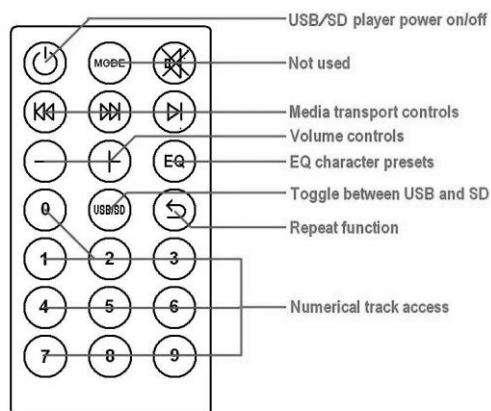 USB/SD player power on/off
MODE
Not used
Media transport controls
Volume controls
EQ
EQ character presets
Toggle between USB and SD
0
USB/SD
Repeat function
1
2
3
4
5
6
Numerical track access
7
8
9